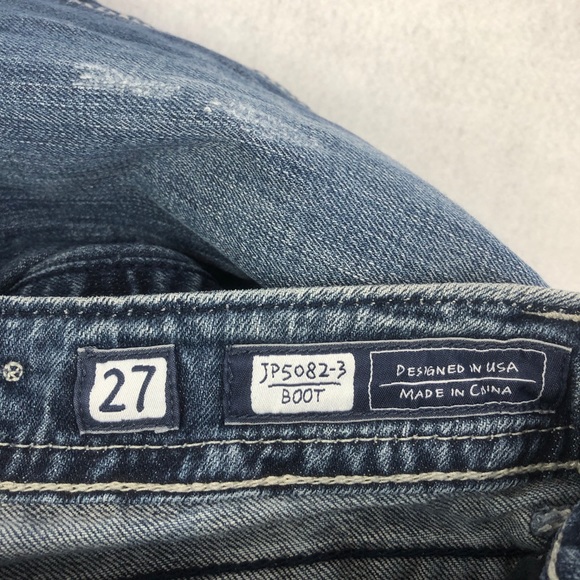 27
JP5082-3
BOOT
DESIGNED IN USA
MADE IN CHINA